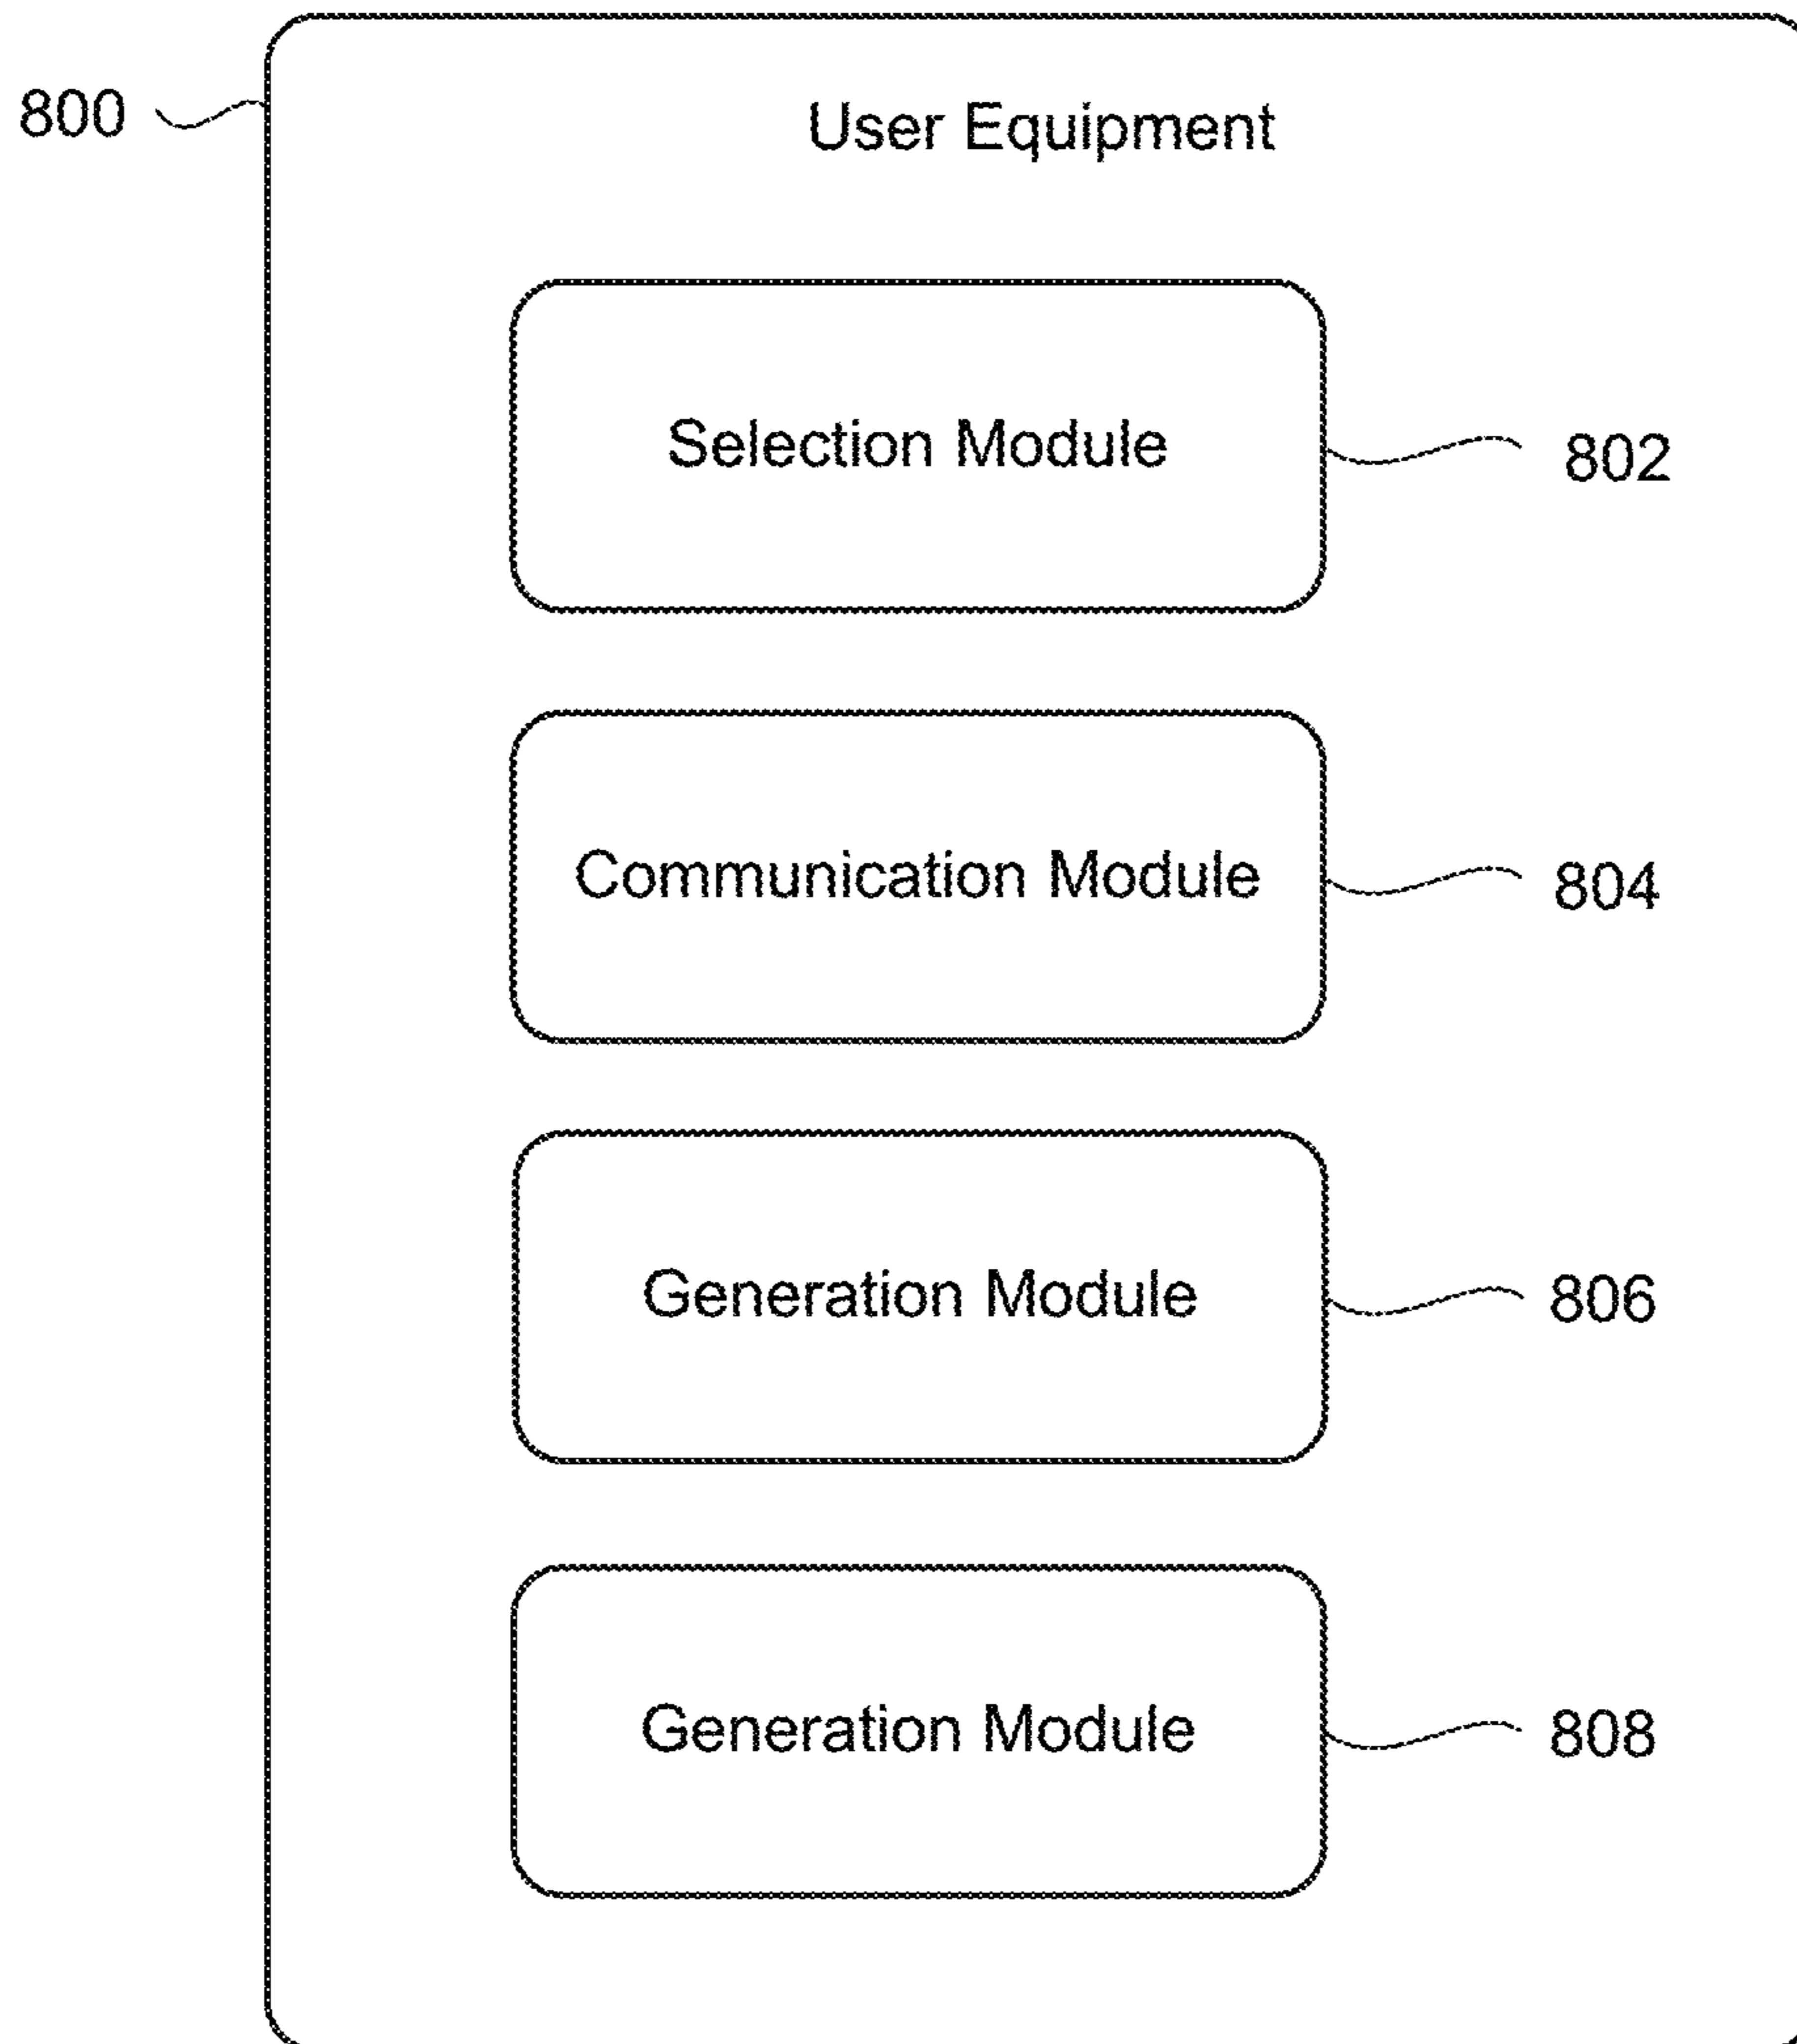 800
User Equipment
Selection Module
802
Communication Module
804
Generation Module
806
Generation Module
808